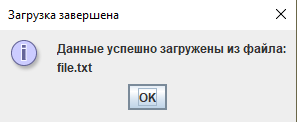 Загрузка завершена
Данные успешно загружены из файла:
file.txt
OK